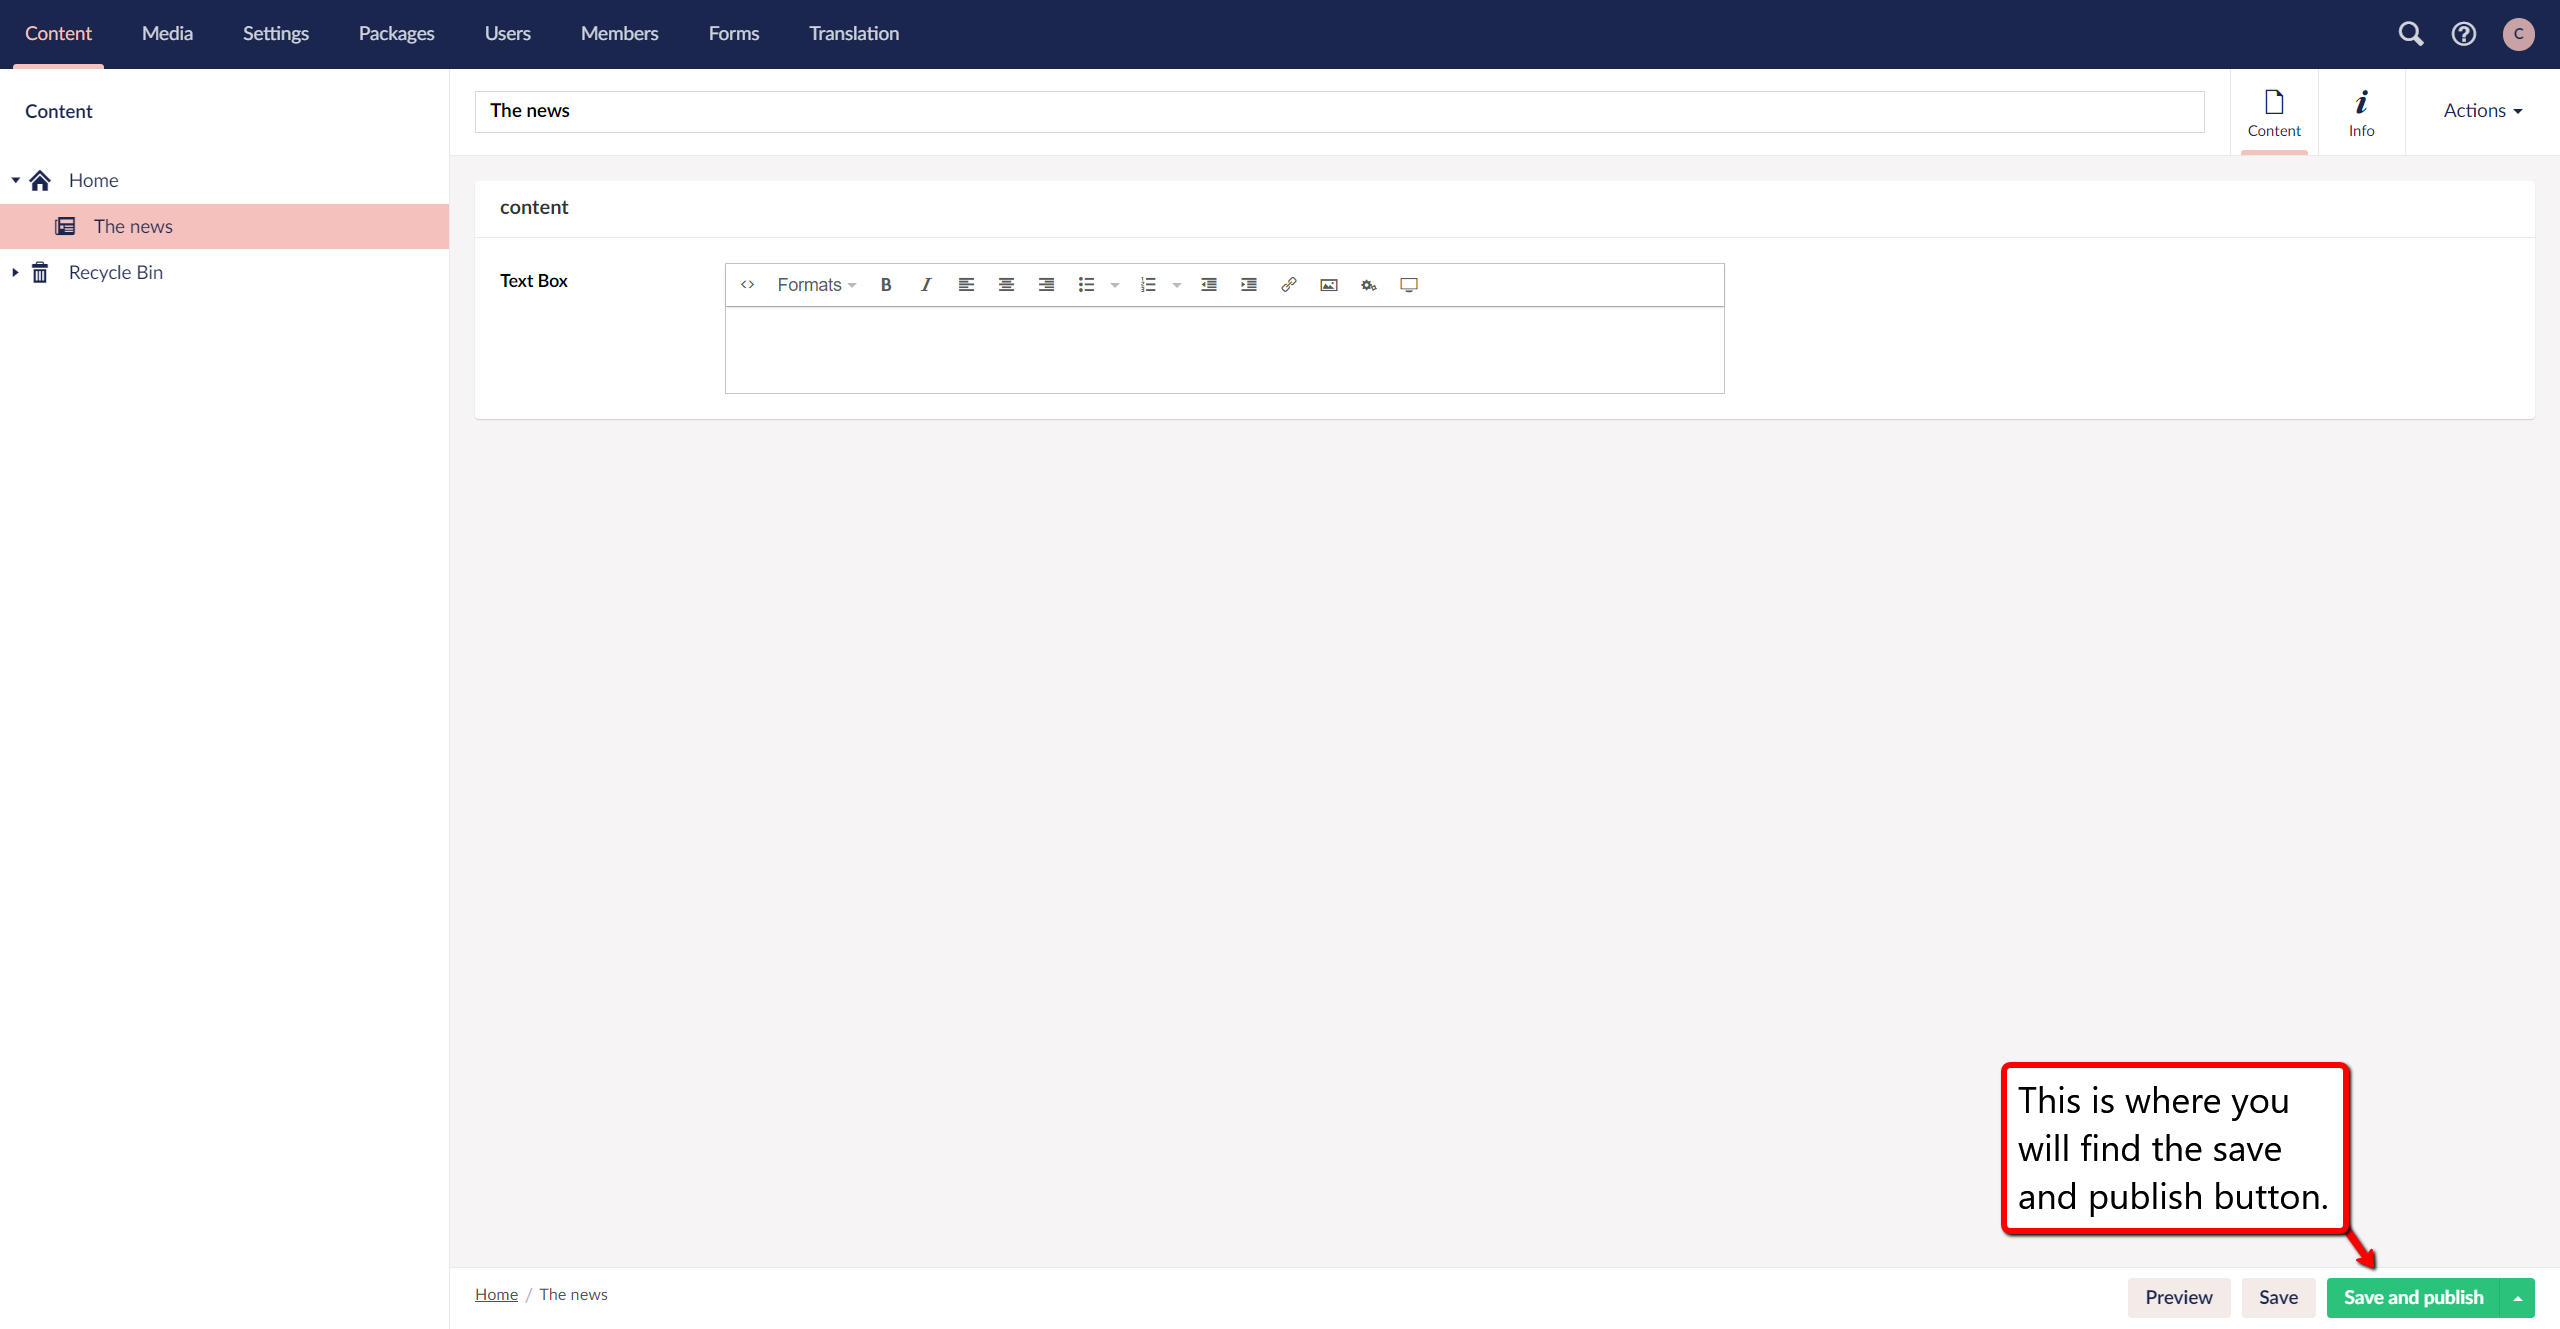 Content Media Settings Packages Users Members Forms Translation C
Content
The news
Content
Info
Actions
Home
The news
Recycle Bin
content
Text Box
Formats
This is where you
will find the save
and publish button.
Home / The news
Preview
Save
Save and publish